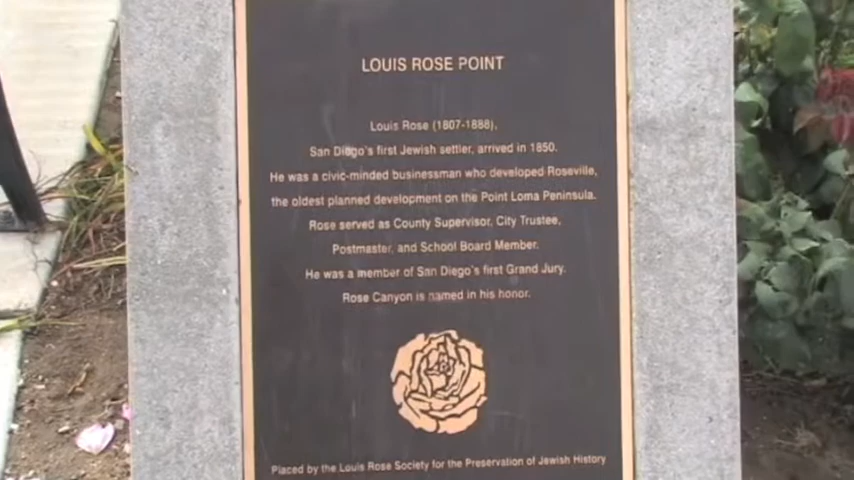 LOUIS ROSE POINT
Louis Rose (1807-1888),
San Diego's first Jewish settler, arrived in 1850.
He was a civic-minded businessman who developed Roseville,
the oldest planned development on the Point Loma Peninsula.
Rose served as County Supervisor, City Trustee,
Postmaster, and School Board Member.
He was a member of San Diego's first Grand Jury.
Rose Canyon is named in his honor.
Placed by the Louis Rose Society for the Preservation of Jewish History